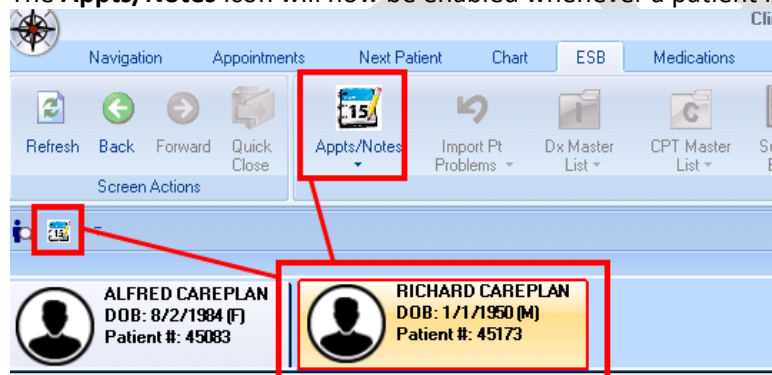 The Appts/Notes icon will now be enabled whenever a patient
Navigation Appointments Next Patient Chart ESB Medications
15
Refresh Back Forward Quick Close Appts/Notes Import Pt Problems Dx Master List CPT Master List
Screen Actions
15
ALFRED CAREPLAN
DOB: 8/2/1984 (F)
Patient #: 45083
RICHARD CAREPLAN
DOB: 1/1/1950 (M)
Patient #: 45173